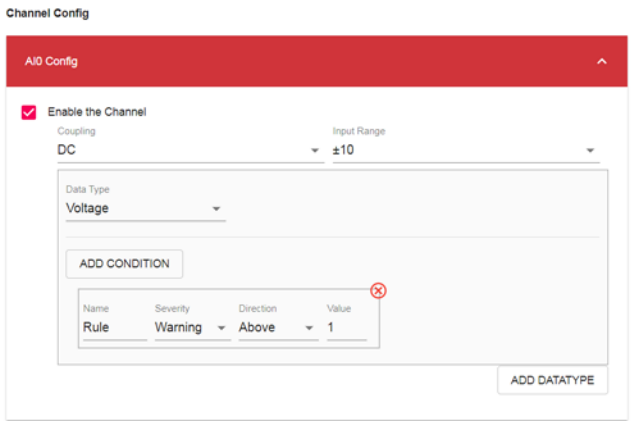 Channel Config
AI0 Config
Enable the Channel
Coupling Input Range
DC ±10
Data Type
Voltage
ADD CONDITION
Name Severity Direction Value
Rule Warning Above 1
ADD DATATYPE